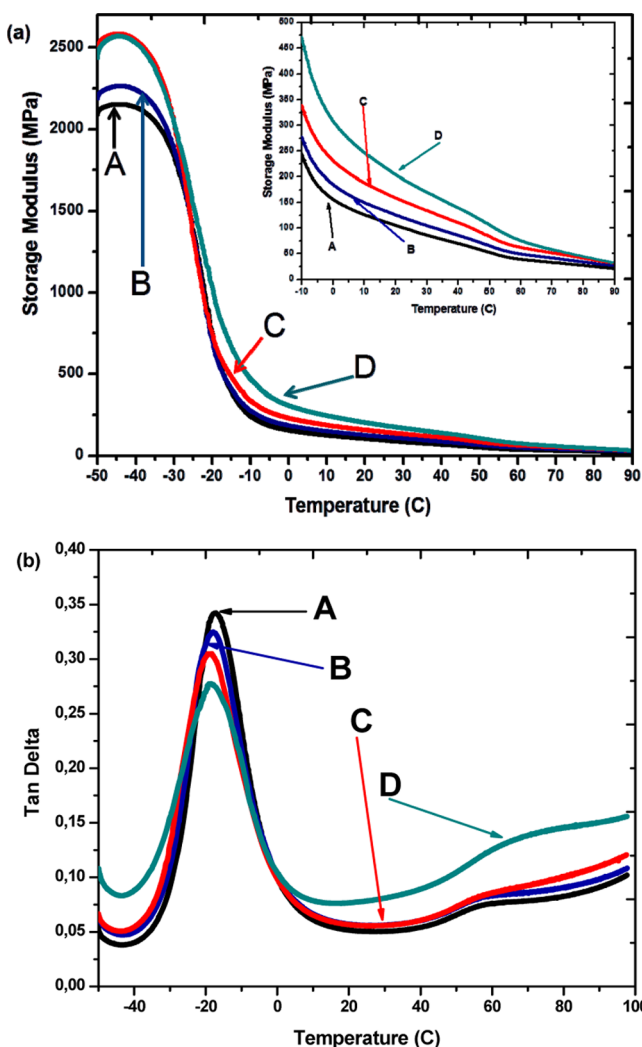 (a)
2500
2000
1500
1000
500
0
Storage Modulus (MPa)
-50 -40 -30 -20 -10 0 10 20 30 40 50 60 70 80 90
Temperature (C)
A
B
C
D
500
450
400
350
300
250
200
150
100
50
0
Storage Modulus (MPa)
-10 0 10 20 30 40 50 60 70 80 90
Temperature (C)
A
B
C
D
(b)
0,40
0,35
0,30
0,25
0,20
0,15
0,10
0,05
0,00
Tan Delta
-40 -20 0 20 40 60 80 100
Temperature (C)
A
B
C
D